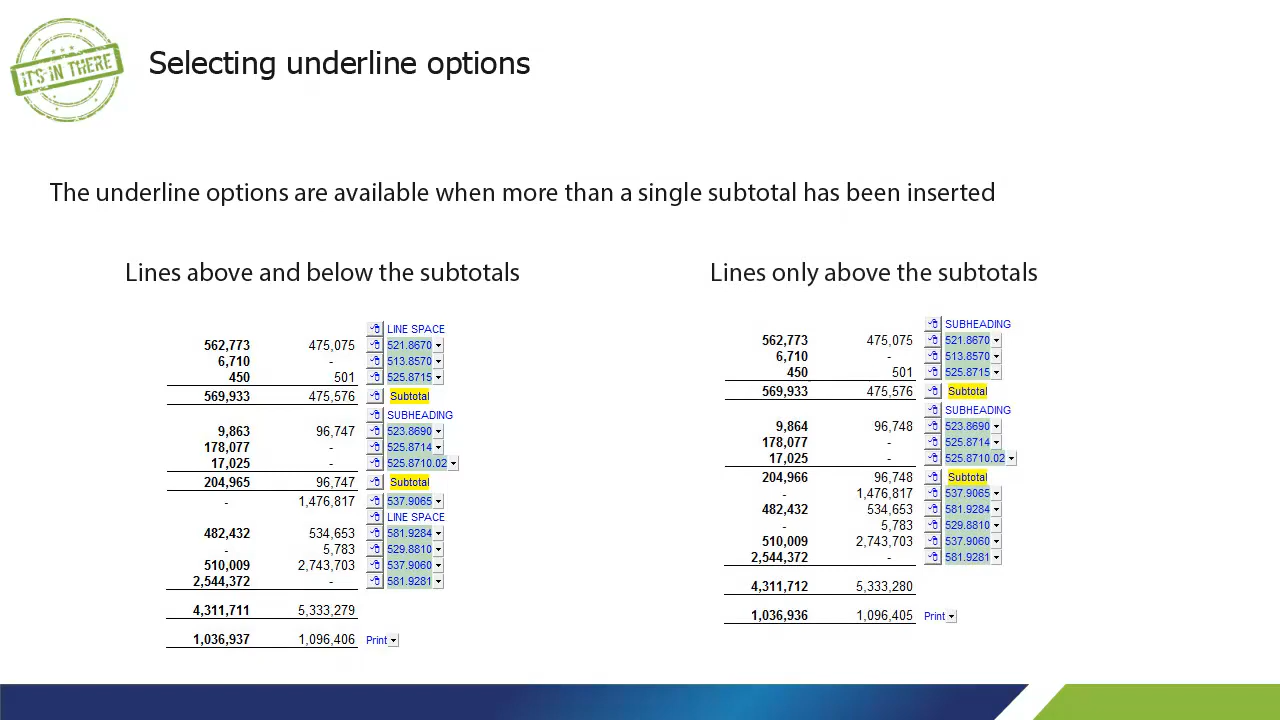 ITS IN THERE
Selecting underline options
The underline options are available when more than a single subtotal has been inserted
Lines above and below the subtotals
LINE SPACE
562,773 475,075 521.8670
6,710 - 513.8570
450 501 525.8715
569,933 475,576 Subtotal
SUBHEADING
9,863 96,747 523.8690
178,077 - 525.8714
17,025 - 525.8710.02
204,965 96,747 Subtotal
- 1,476,817 537.9065
LINE SPACE
482,432 534,653 581.9284
- 5,783 529.8810
510,009 2,743,703 537.9060
2,544,372 - 581.9281
4,311,711 5,333,279
1,036,937 1,096,406 Print
Lines only above the subtotals
SUBHEADING
562,773 475,075 521.8670
6,710 - 513.8570
450 501 525.8715
569,933 475,576 Subtotal
SUBHEADING
9,864 96,748 523.8690
178,077 - 525.8714
17,025 - 525.8710.02
204,966 96,748 Subtotal
- 1,476,817 537.9065
482,432 534,653 581.9284
- 5,783 529.8810
510,009 2,743,703 537.9060
2,544,372 - 581.9281
4,311,712 5,333,280
1,036,936 1,096,405 Print